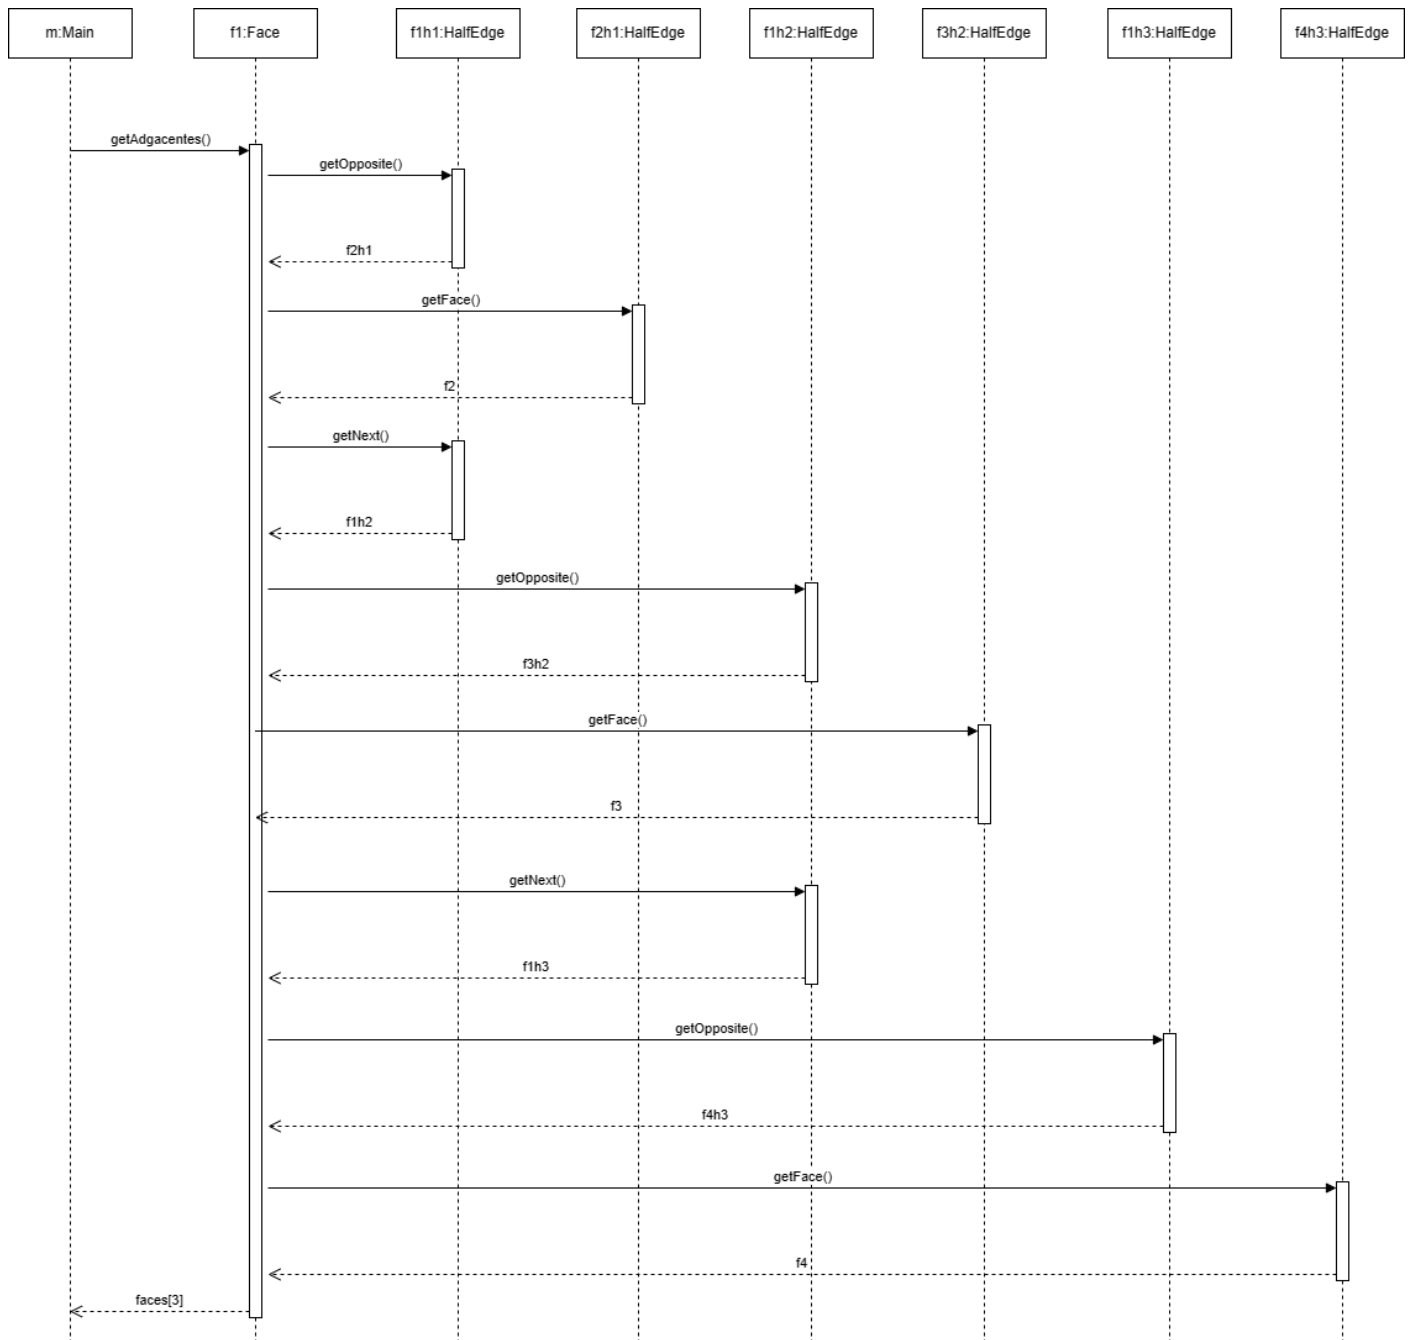 m:Main
f1:Face
f1h1:HalfEdge
f2h1:HalfEdge
f1h2:HalfEdge
f3h2:HalfEdge
f1h3:HalfEdge
f4h3:HalfEdge
getAdgacentes()
getOpposite()
f2h1
getFace()
f2
getNext()
f1h2
getOpposite()
f3h2
getFace()
f3
getNext()
f1h3
getOpposite()
f4h3
getFace()
f4
faces[3]